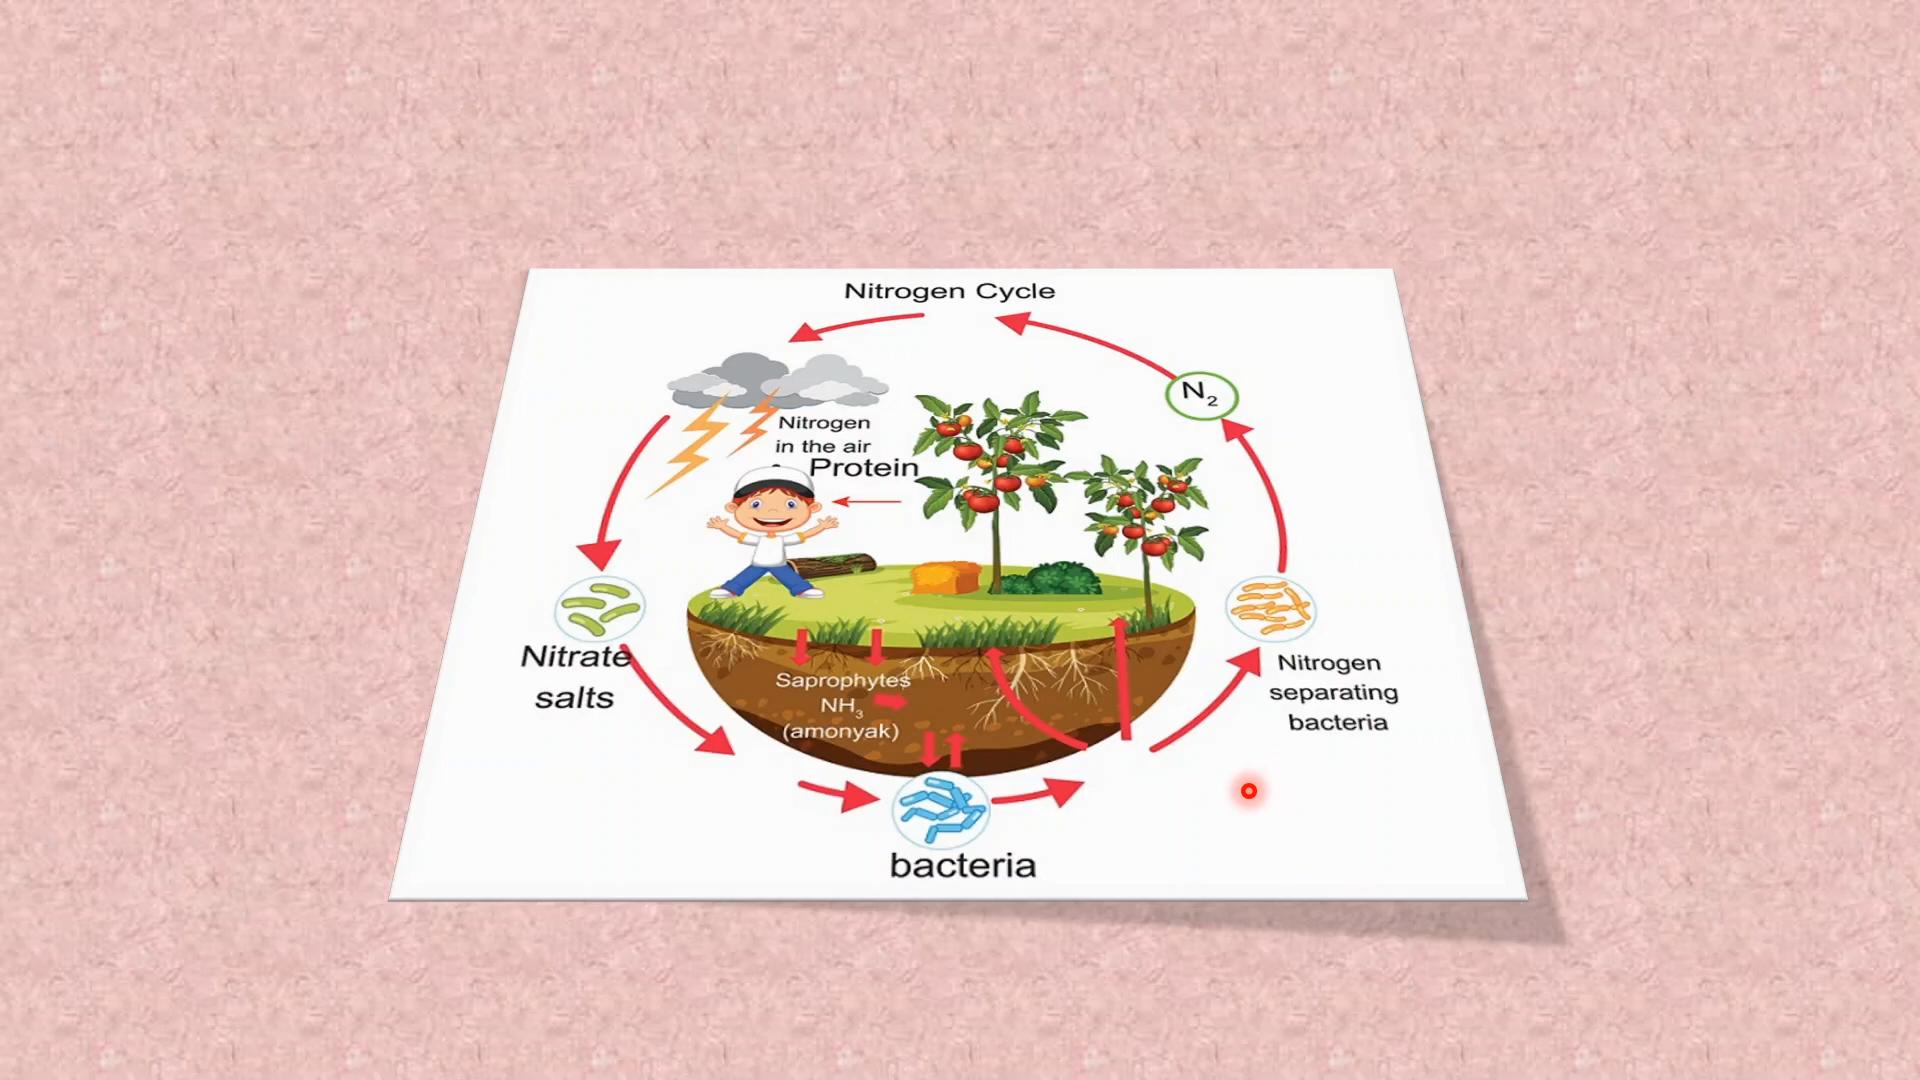 Nitrogen Cycle
N2
Nitrogen
in the air
Protein
Nitrate
salts
Saprophytes
NH3
(amonyak)
Nitrogen
separating
bacteria
bacteria